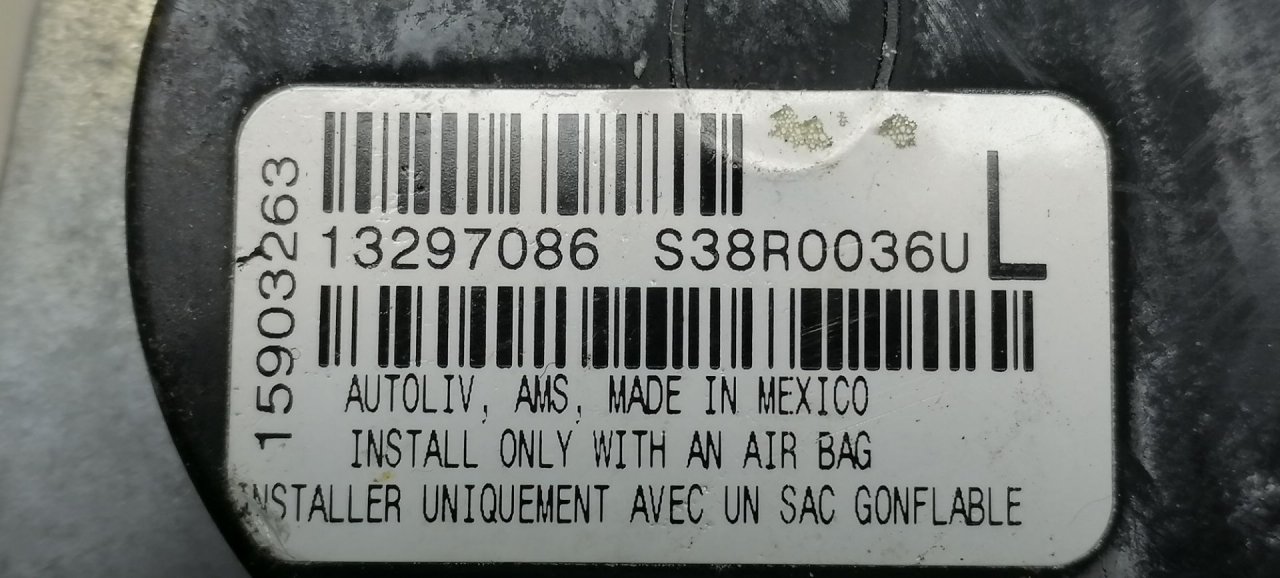 15903263
13297086 S38R0036U L
AUTOLIV, AMS, MADE IN MEXICO
INSTALL ONLY WITH AN AIR BAG
INSTALLER UNIQUEMENT AVEC UN SAC GONFLABLE